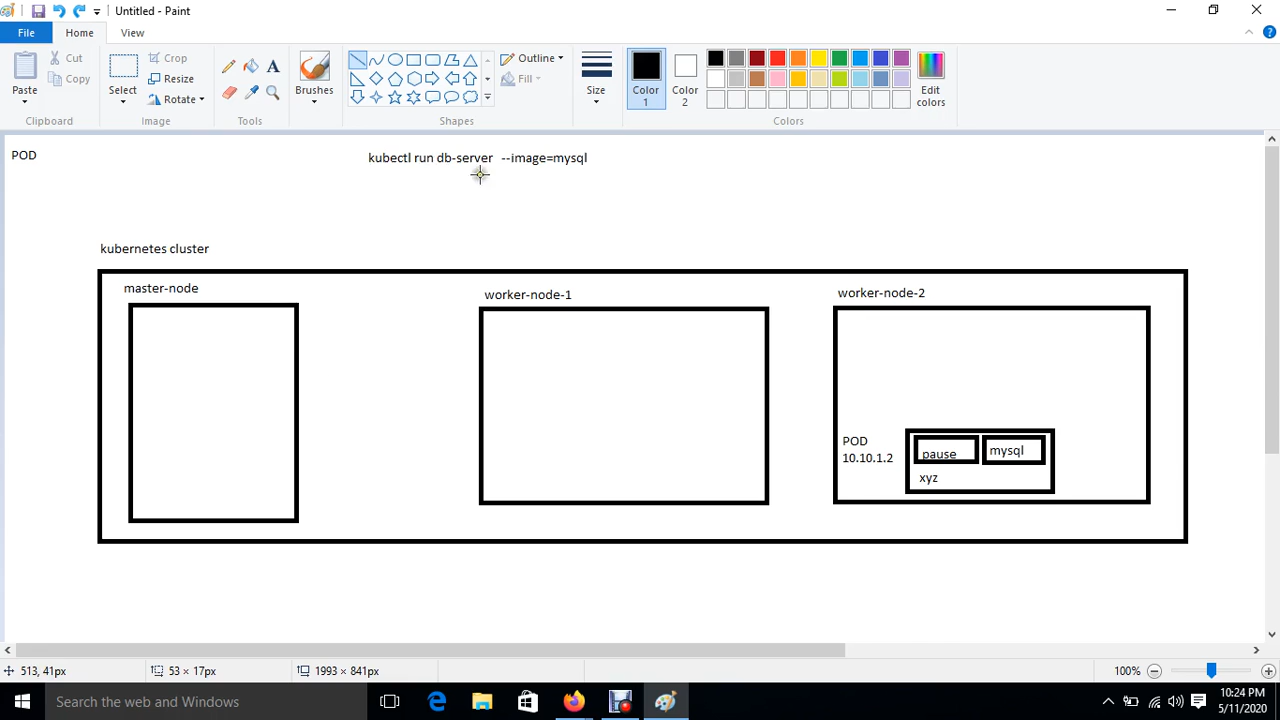 Untitled - Paint
File
Home
View
Paste
Cut
Copy
Clipboard
Select
Crop
Resize
Rotate
Image
A
Tools
Brushes
Outline
Fill
Shapes
Size
Color
1
Color
2
Edit
colors
Colors
POD
kubectl run db-server --image=mysql
kubernetes cluster
master-node
worker-node-1
worker-node-2
POD
10.10.1.2
pause
mysql
xyz
513, 41px
53 × 17px
1993 × 841px
100%
Search the web and Windows
10:24 PM
5/11/2020